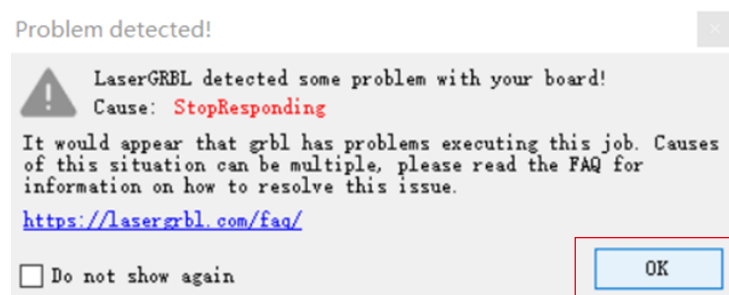 Problem detected!
LaserGRBL detected some problem with your board!
Cause: StopResponding
It would appear that grbl has problems executing this job. Causes
of this situation can be multiple, please read the FAQ for
information on how to resolve this issue.
https://lasergrbl.com/faq/
Do not show again
OK